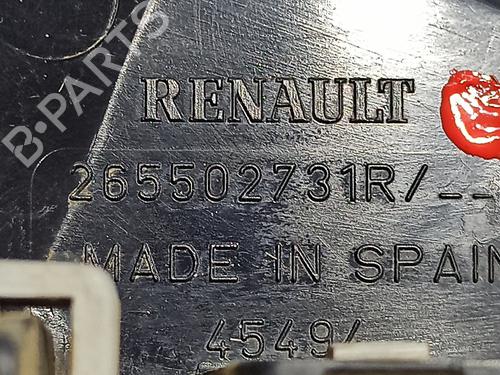 B-PARTS
RENAULT
265502731R/--
MADE IN SPAIN
4549/